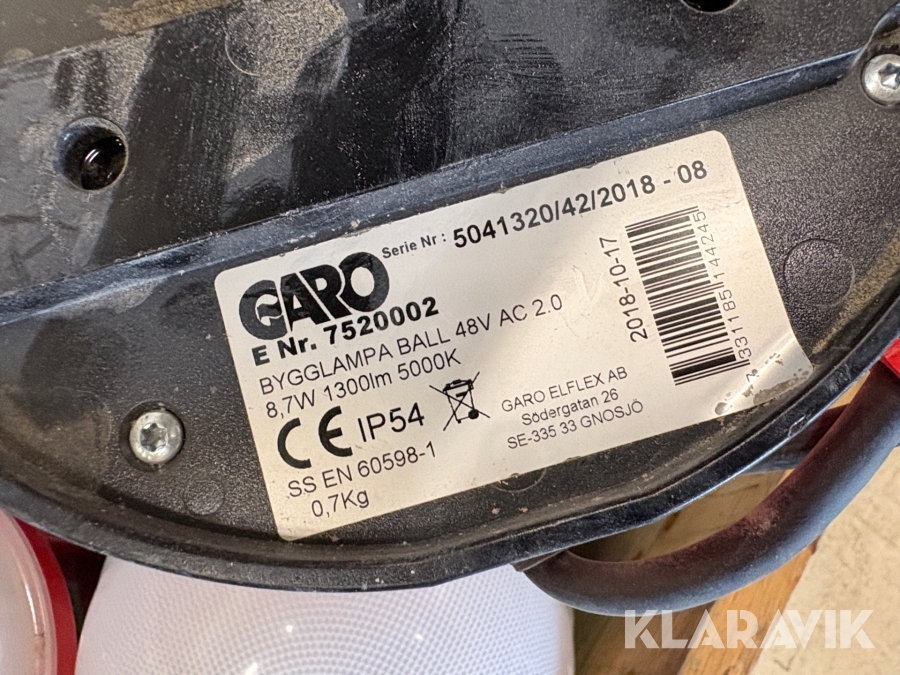 GARO
Serie Nr : 5041320/42/2018 - 08
E Nr. 7520002
BYGGLAMPA BALL 48V AC 2.0
8,7W 1300lm 5000K
CE IP54
SS EN 60598-1
0,7Kg
GARO ELFLEX AB
Södergatan 26
SE-335 33 GNOSJÖ
2018-10-17
KLARAVIK